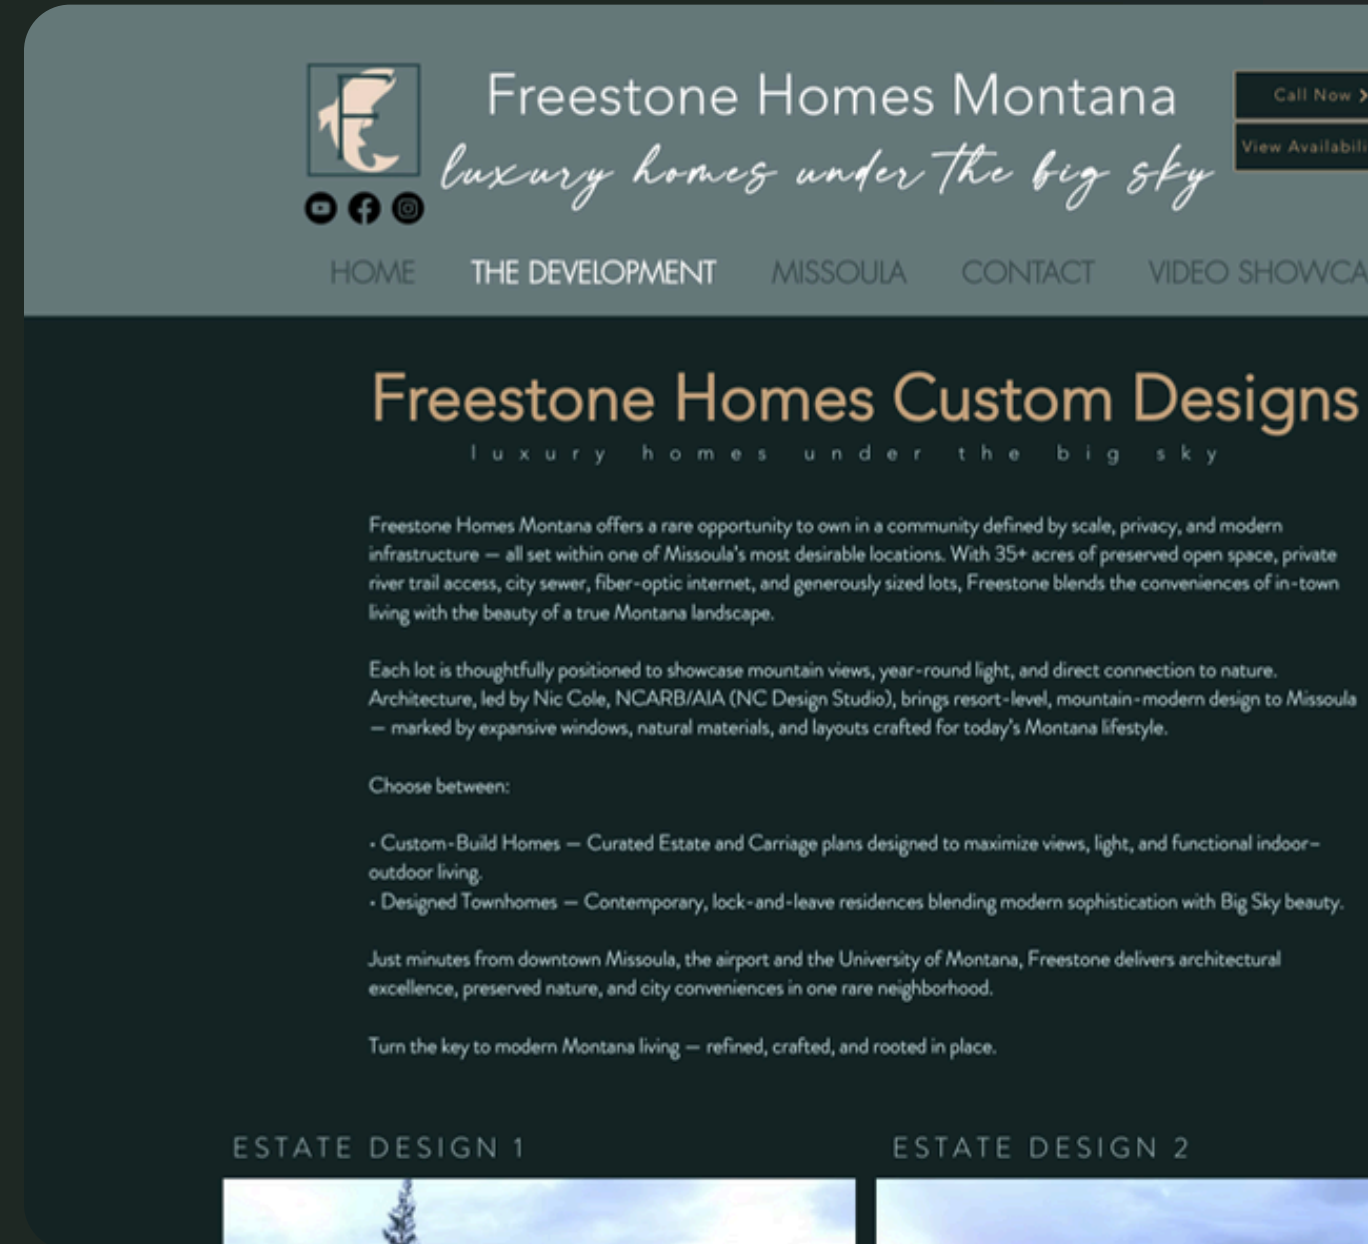 F
Freestone Homes Montana
luxury homes under the big sky
Call Now
View
HOME THE DEVELOPMENT MISSOULA CONTACT VIDEO
Freestone Homes Custom Designs
luxury homes under the big sky
Freestone Homes Montana offers a rare opportunity to own in a community defined by scale, privacy, and modern
infrastructure — all set within one of Missoula's most desirable locations. With 35+ acres of preserved open space, private
river trail access, city sewer, fiber-optic internet, and generously sized lots, Freestone blends the conveniences of in-town
living with the beauty of a true Montana landscape.
Each lot is thoughtfully positioned to showcase mountain views, year-round light, and direct connection to nature.
Architecture, led by Nic Cole, NCARB/AIA (NC Design Studio), brings resort-level, mountain-modern design to Missoula
— marked by expansive windows, natural materials, and layouts crafted for today's Montana lifestyle.
Choose between:
• Custom-Build Homes — Curated Estate and Carriage plans designed to maximize views, light, and functional indoor–
outdoor living.
• Designed Townhomes — Contemporary, lock-and-leave residences blending modern sophistication with Big Sky beauty.
Just minutes from downtown Missoula, the airport and the University of Montana, Freestone delivers architectural
excellence, preserved nature, and city conveniences in one rare neighborhood.
Turn the key to modern Montana living — refined, crafted, and rooted in place.
ESTATE DESIGN 1
ESTATE DESIGN 2